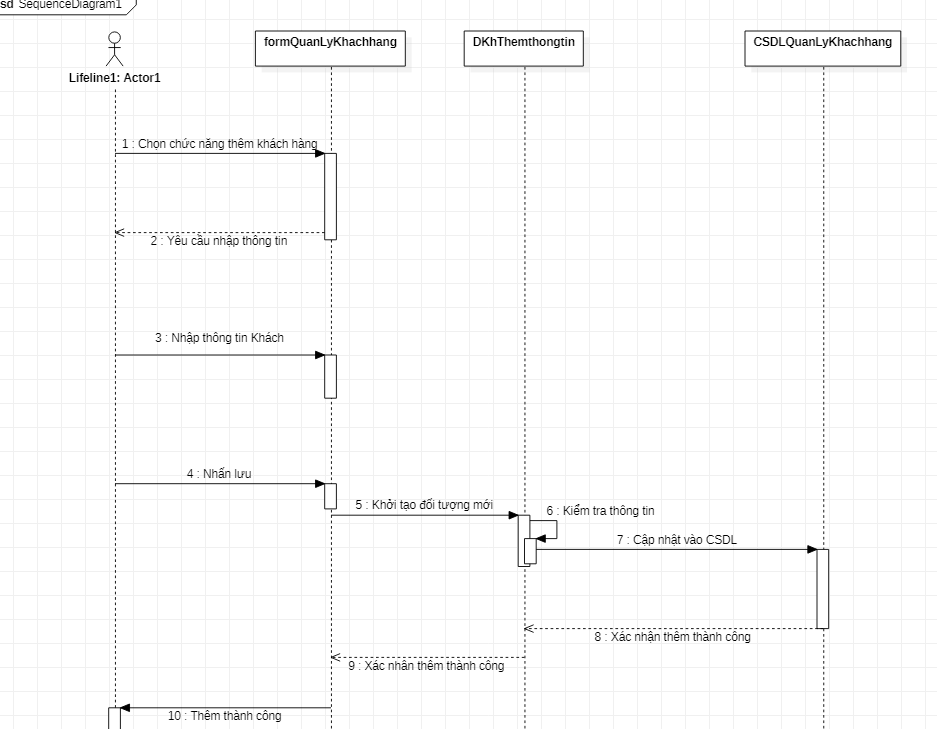 sd SequenceDiagram1
formQuanLyKhachhang
DKhThemthongtin
CSDLQuanLyKhachhang
Lifeline1: Actor1
1 : Chọn chức năng thêm khách hàng
2 : Yêu cầu nhập thông tin
3 : Nhập thông tin Khách
4 : Nhấn lưu
5 : Khởi tạo đối tượng mới
6 : Kiểm tra thông tin
7 : Cập nhật vào CSDL
8 : Xác nhận thêm thành công
9 : Xác nhân thêm thành công
10 : Thêm thành công